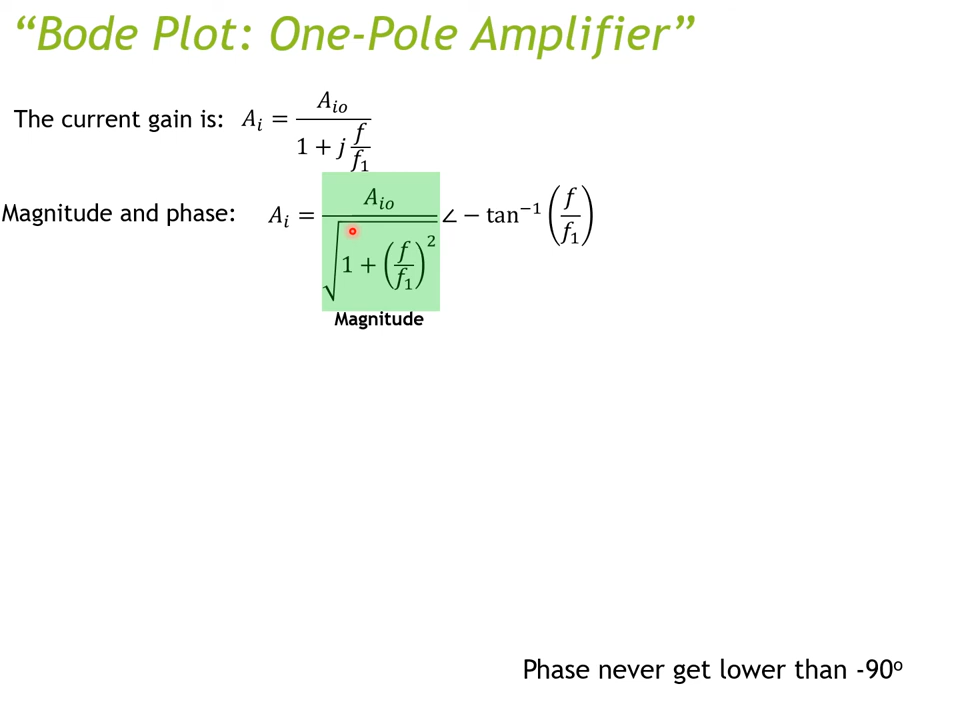 “Bode Plot: One-Pole Amplifier”
The current gain is: A_i = A_io / (1 + j f/f_1)
Magnitude and phase: A_i = A_io / √(1 + (f/f_1)²) ∠ − tan⁻¹(f/f_1)
Magnitude
Phase never get lower than -90º